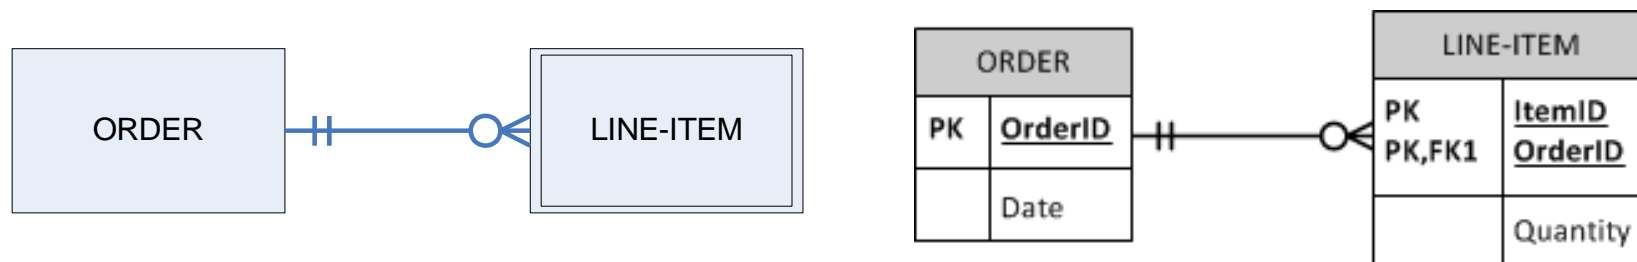 ORDER
LINE-ITEM
ORDER
PK OrderID
Date
LINE-ITEM
PK ItemID
PK,FK1 OrderID
Quantity